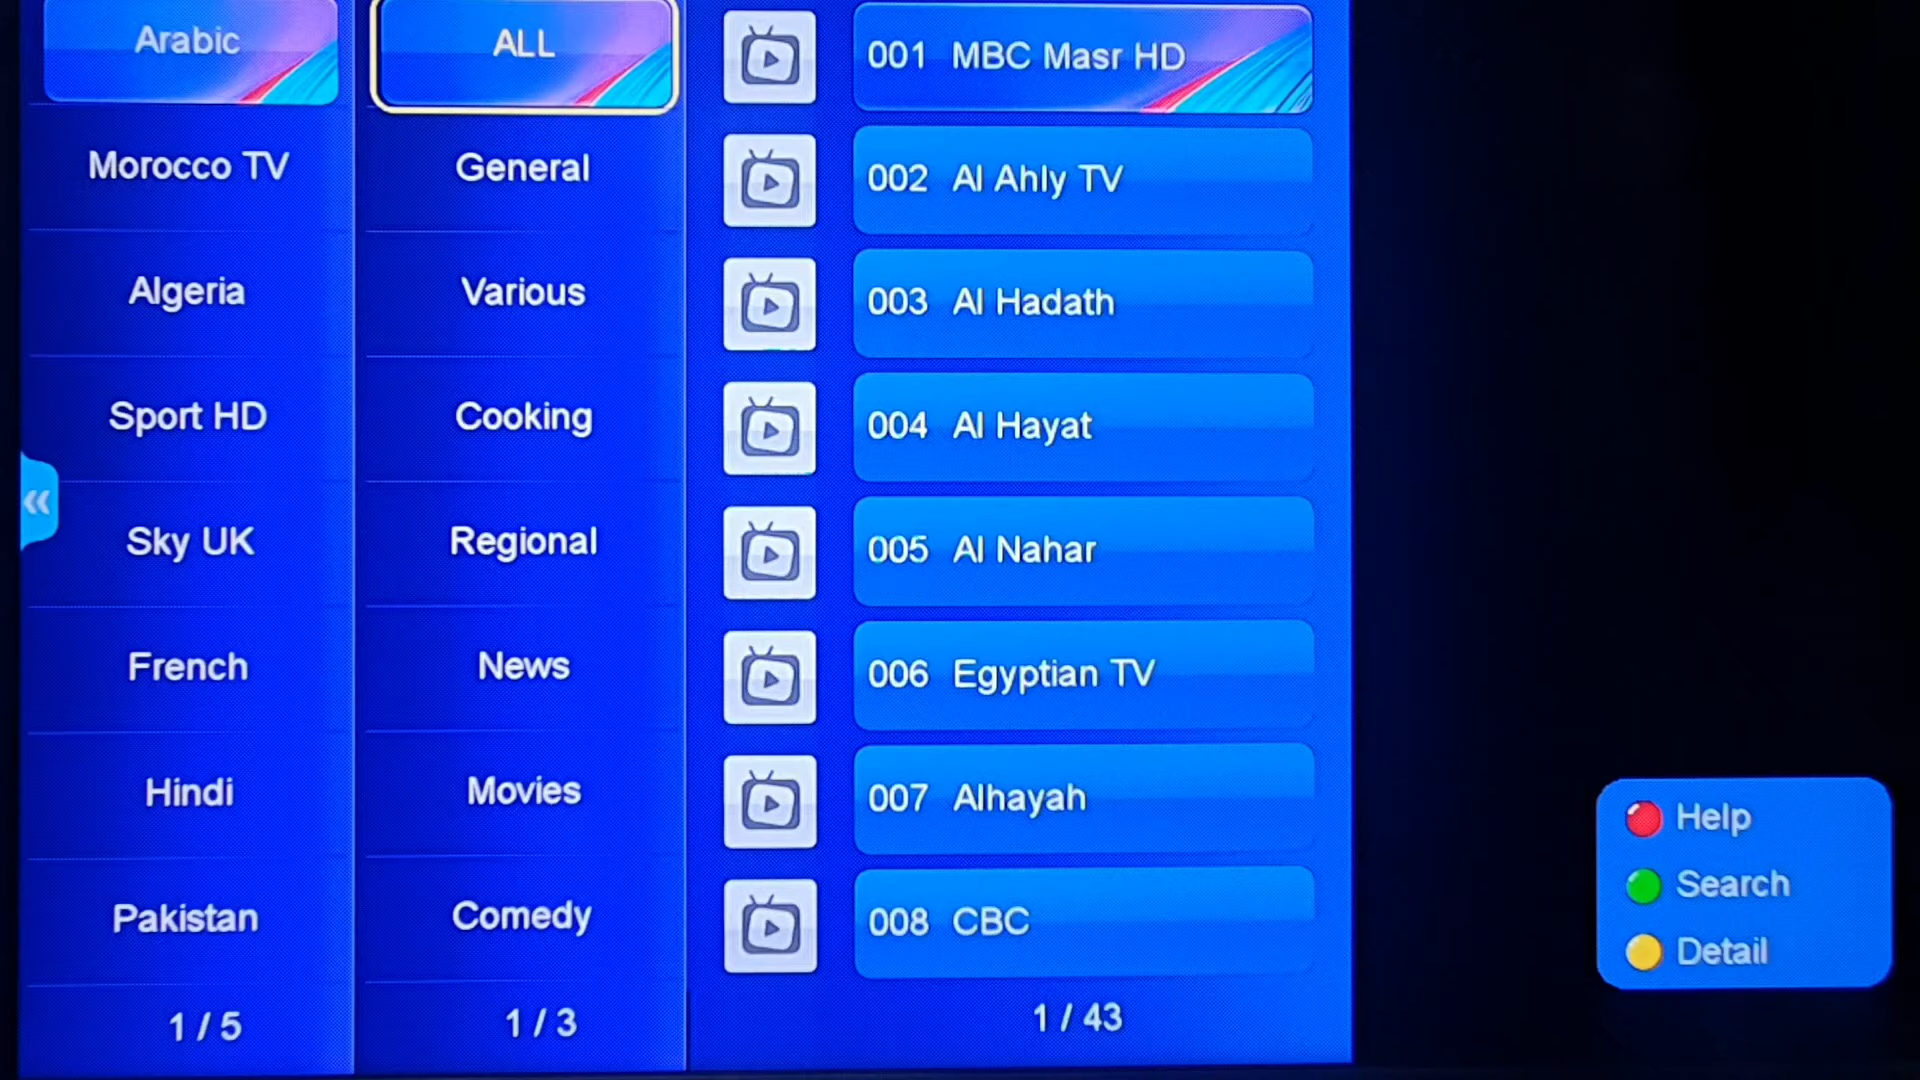 Arabic
Morocco TV
Algeria
Sport HD
Sky UK
French
Hindi
Pakistan
1 / 5
ALL
General
Various
Cooking
Regional
News
Movies
Comedy
1 / 3
001 MBC Masr HD
002 Al Ahly TV
003 Al Hadath
004 Al Hayat
005 Al Nahar
006 Egyptian TV
007 Alhayah
008 CBC
1 / 43
Help
Search
Detail